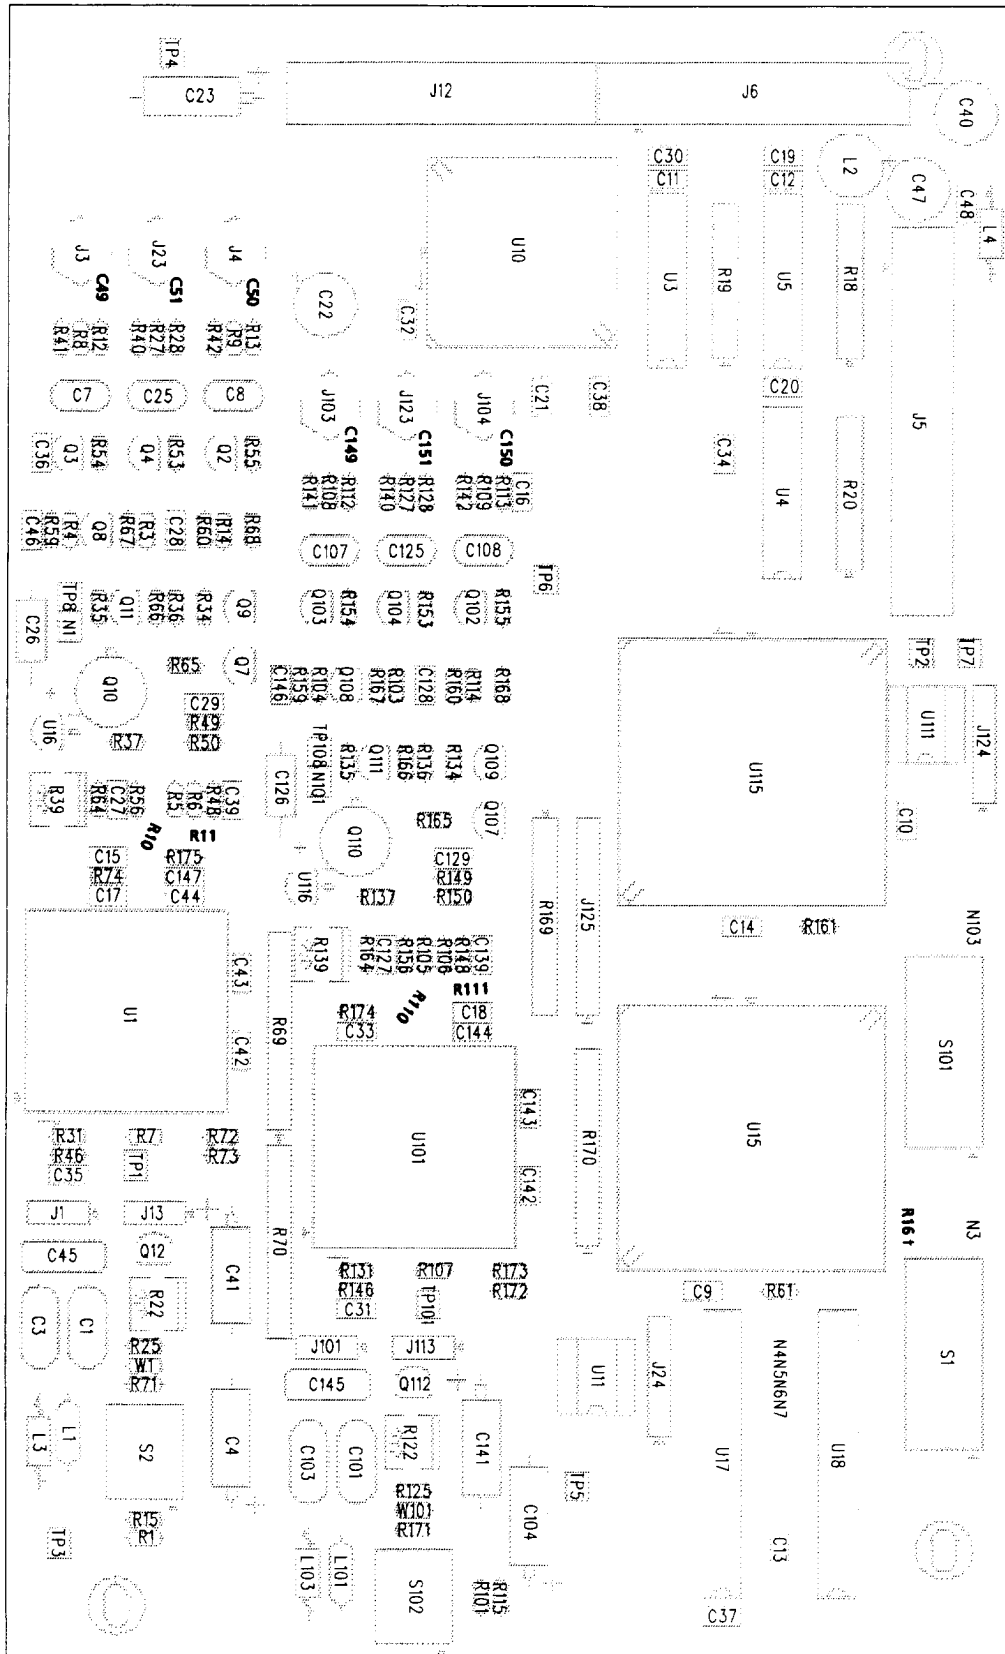 TP4
C23
J12
J6
C40
C30
C11
C19
C12
L2
C47
C48
L4
J3
J23
J4
U10
U3
R19
U5
R18
C49
C51
C50
C22
C32
J5
R41
R8
R12
R40
R27
R28
R42
R9
R13
C7
C25
C8
J103
J123
J104
C21
C38
C20
C36
Q3
R54
Q4
R53
Q2
R55
C149
C151
C150
C34
U4
R20
R141
R108
R112
R140
R127
R128
R142
R109
R113
C16
C46
R59
R4
Q8
R67
R3
C28
R60
R14
R68
C107
C125
C108
TP6
C26
TP8
N1
R35
Q11
R66
R36
R34
Q9
Q103
R154
Q104
R153
Q102
R155
R65
Q7
Q10
C29
R49
R50
U16
R37
C146
R159
R104
Q108
R167
R103
C128
R160
R114
R168
TP2
TP7
U111
J124
U115
C126
TP108
N101
R135
Q111
R166
R136
R134
Q109
R39
R64
C27
R56
R5
R6
R48
C39
R10
R11
Q110
R165
Q107
C10
C15
R74
C17
R175
C147
C44
U116
R137
C129
R149
R150
R169
J125
C14
R161
N103
R139
R164
C127
R156
R105
R106
R148
C139
R110
R111
U1
C43
C42
R69
R174
C33
C18
C144
U101
C143
C142
R170
U15
S101
R31
R46
C35
R7
TP1
R72
R73
J1
J13
C45
Q12
C41
R70
R161
N3
C3
C1
R22
R25
W1
R71
R131
R146
C31
R107
TP101
R173
R172
C9
R61
J101
J113
C145
Q112
U11
J24
N4N5N6N7
S1
L3
L1
S2
C4
C103
C101
R122
C141
U17
U18
R125
W101
R171
C104
TP5
R15
R1
TP3
L103
L101
S102
R101
R115
C13
C37